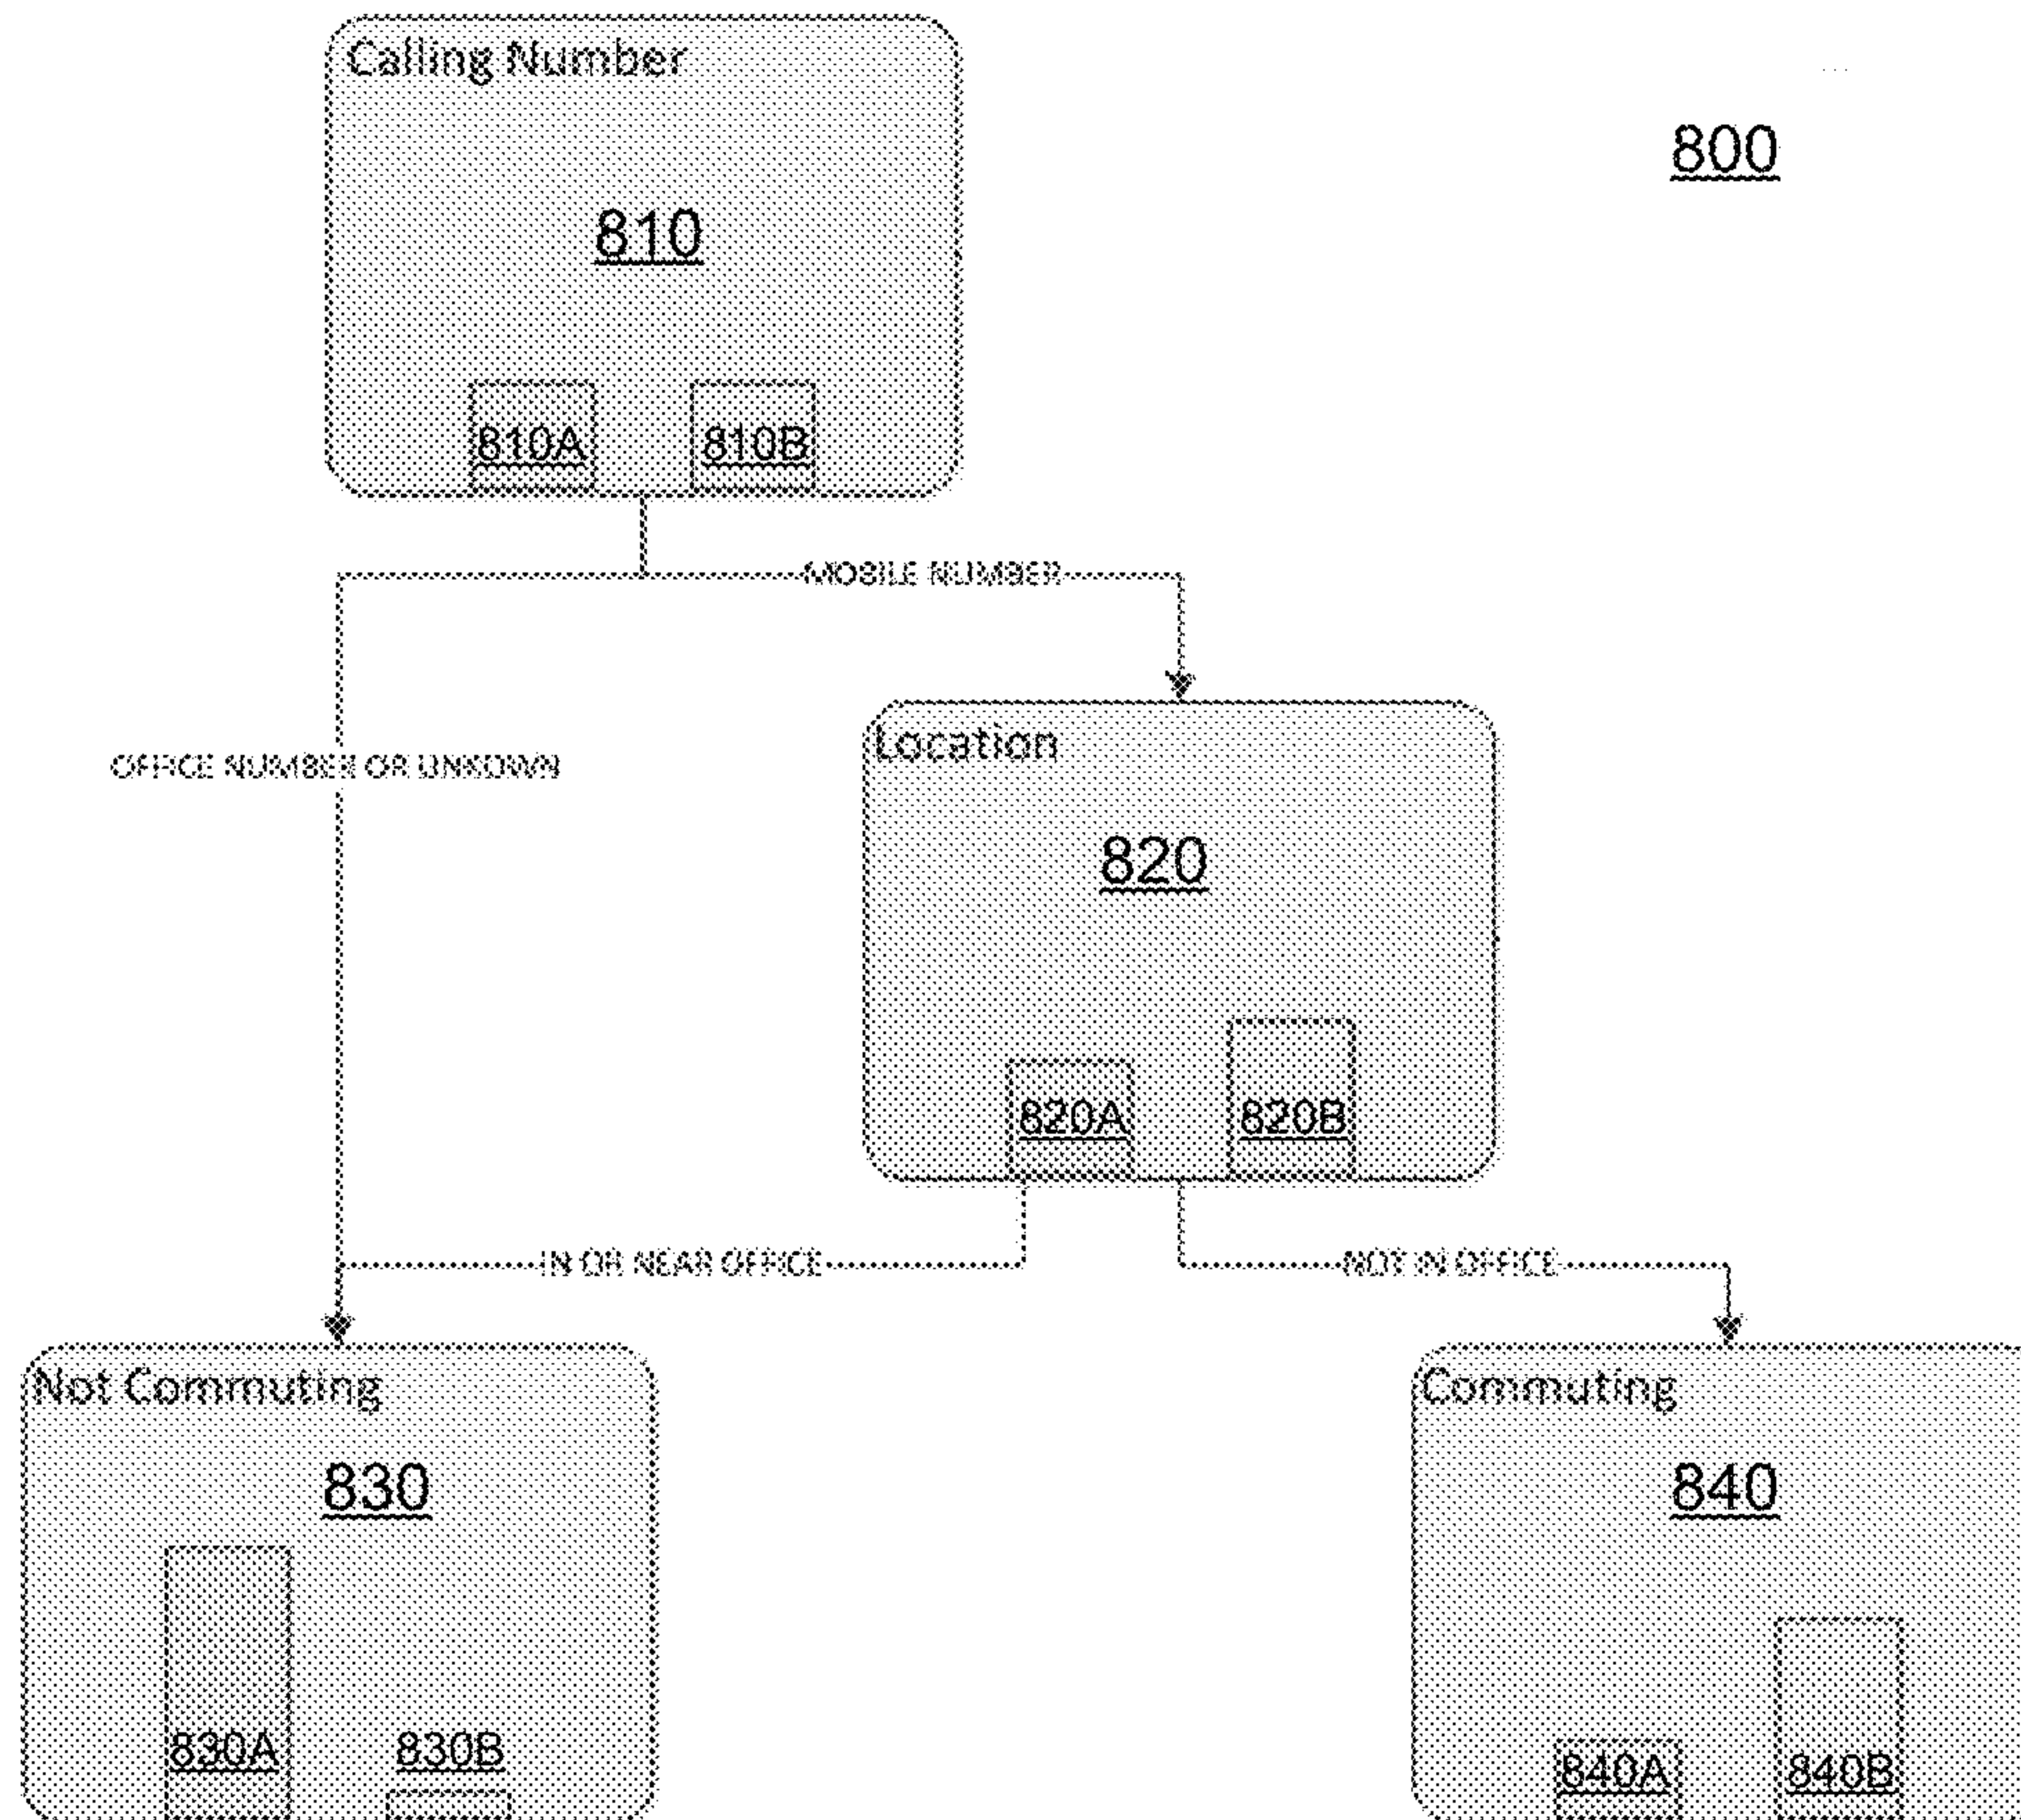 Calling Number
800
810
810A 810B
MOBILE NUMBER
OFFICE NUMBER OR UNKOWN
Location
820
820A 820B
IN OR NEAR OFFICE
NOT IN OFFICE
Not Commuting
Commuting
830
840
830A 830B
840A 840B